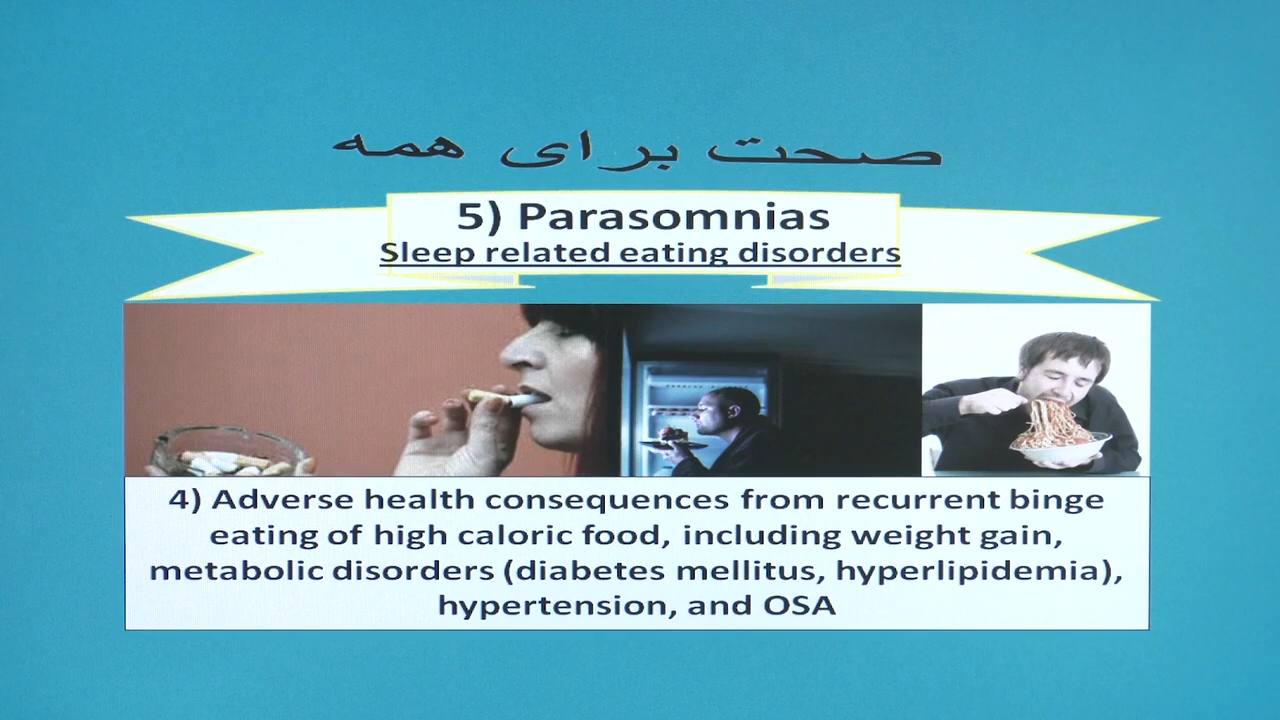 صحت برای همه
5) Parasomnias
Sleep related eating disorders
4) Adverse health consequences from recurrent binge
eating of high caloric food, including weight gain,
metabolic disorders (diabetes mellitus, hyperlipidemia),
hypertension, and OSA